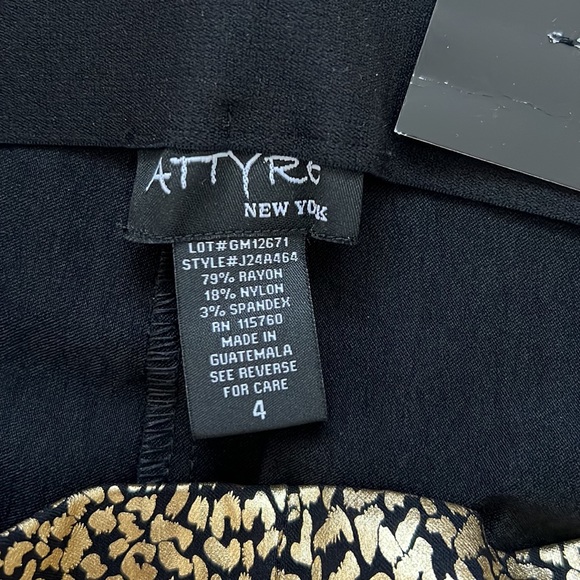 ATTYRE
NEW YORK
LOT#GM12671
STYLE#J24A464
79% RAYON
18% NYLON
3% SPANDEX
RN 115760
MADE IN
GUATEMALA
SEE REVERSE
FOR CARE
4